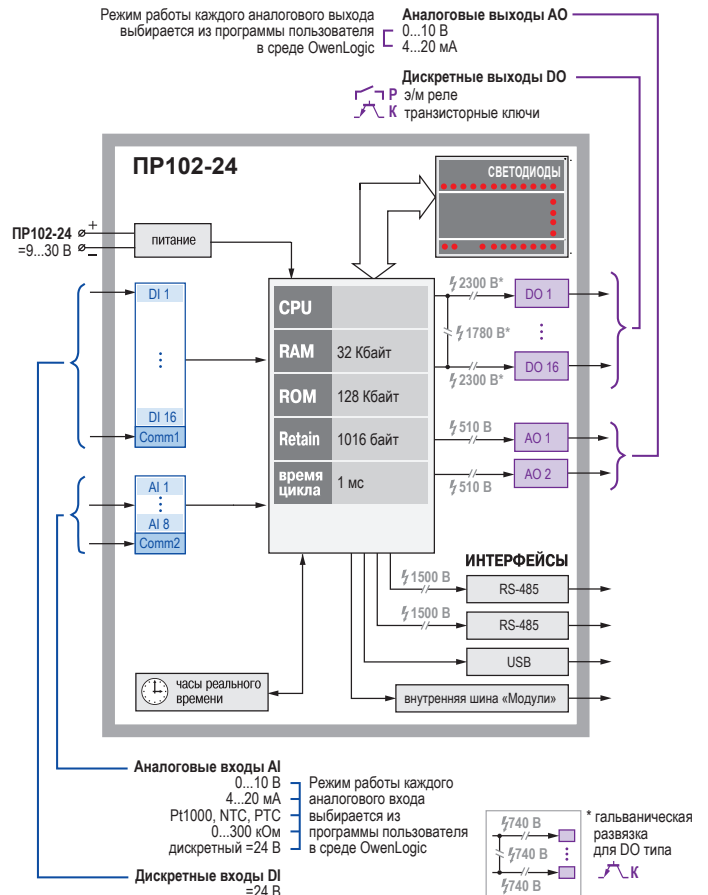 Режим работы каждого аналогового выхода
выбирается из программы пользователя
в среде OwenLogic
Аналоговые выходы АО
0...10 В
4...20 мА
Дискретные выходы DO
Р э/м реле
К транзисторные ключи
ПР102-24
СВЕТОДИОДЫ
ПР102-24
=9...30 В
+
–
питание
DI 1
DI 16
Comm1
AI 1
AI 8
Comm2
CPU
RAM 32 Кбайт
ROM 128 Кбайт
Retain 1016 байт
время
цикла
1 мс
2300 В*
DO 1
1780 В*
DO 16
2300 В*
510 В
AO 1
AO 2
510 В
ИНТЕРФЕЙСЫ
1500 В
RS-485
1500 В
RS-485
USB
внутренняя шина «Модули»
часы реального
времени
Аналоговые входы AI
0...10 В
4...20 мА
Pt1000, NTC, PTC
0...300 кОм
дискретный =24 В
Режим работы каждого
аналогового входа
выбирается из
программы пользователя
в среде OwenLogic
Дискретные входы DI
=24 В
740 В
740 В
740 В
* гальваническая
развязка
для DO типа
К